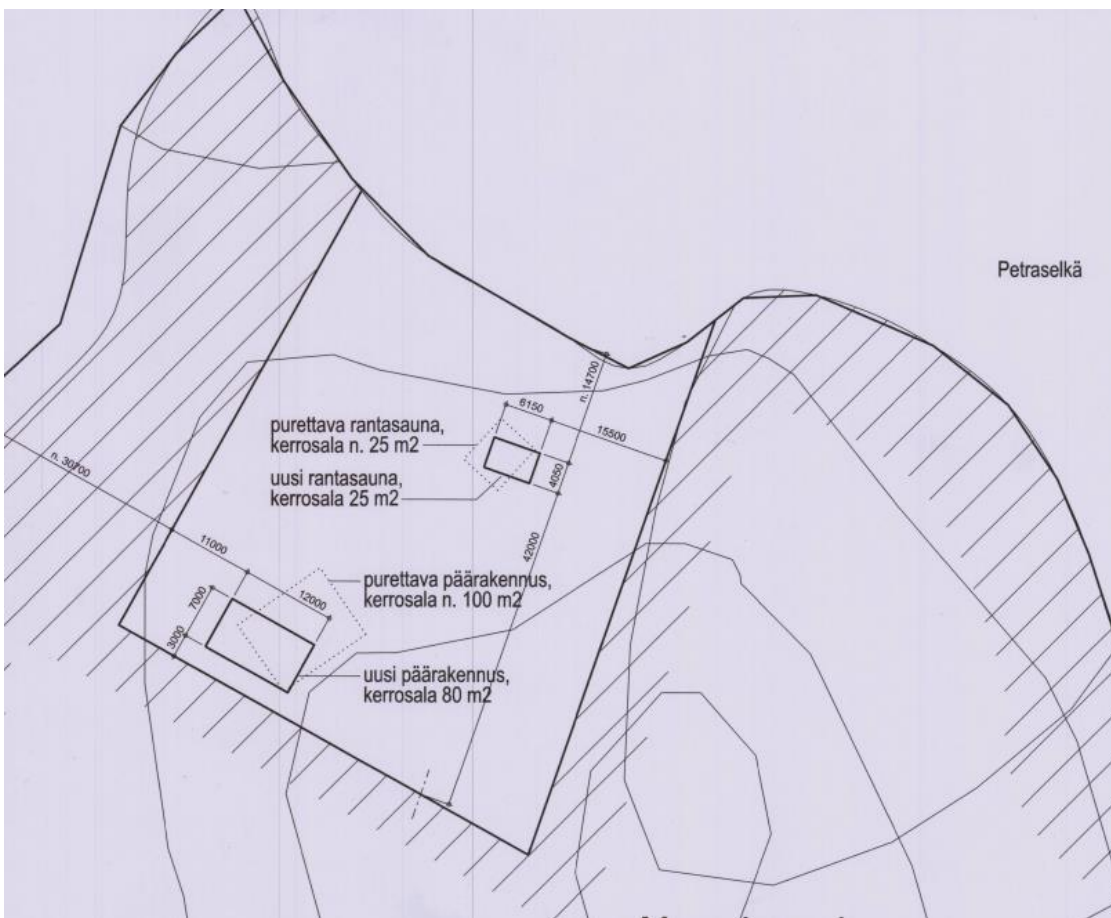 Petraselkä
n. 14700
6150
15500
purettava rantasauna,
kerrosala n. 25 m2
4050
uusi rantasauna,
kerrosala 25 m2
n. 30700
11000
42000
purettava päärakennus,
kerrosala n. 100 m2
7000
12000
3000
uusi päärakennus,
kerrosala 80 m2